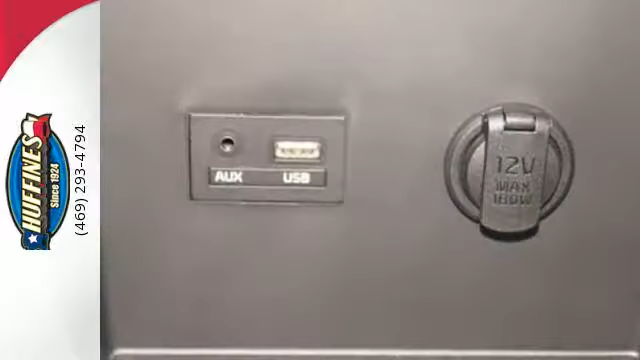 HUFFINES
Since 1924
(469) 293-4794
AUX USB
12V
MAX
180W